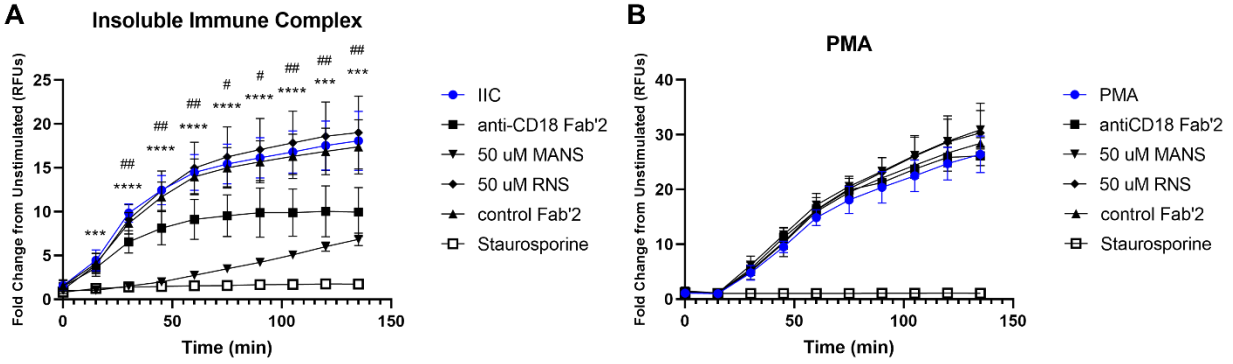 A
Insoluble Immune Complex
## ## ## ## # # ## ## ##
*** **** **** **** **** **** **** *** ***
Fold Change from Unstimulated (RFUs)
25
20
15
10
5
0
0 50 100 150
Time (min)
IIC
anti-CD18 Fab'2
50 uM MANS
50 uM RNS
control Fab'2
Staurosporine
B
PMA
Fold Change from Unstimulated (RFUs)
40
30
20
10
0
0 50 100 150
Time (min)
PMA
antiCD18 Fab'2
50 uM MANS
50 uM RNS
control Fab'2
Staurosporine